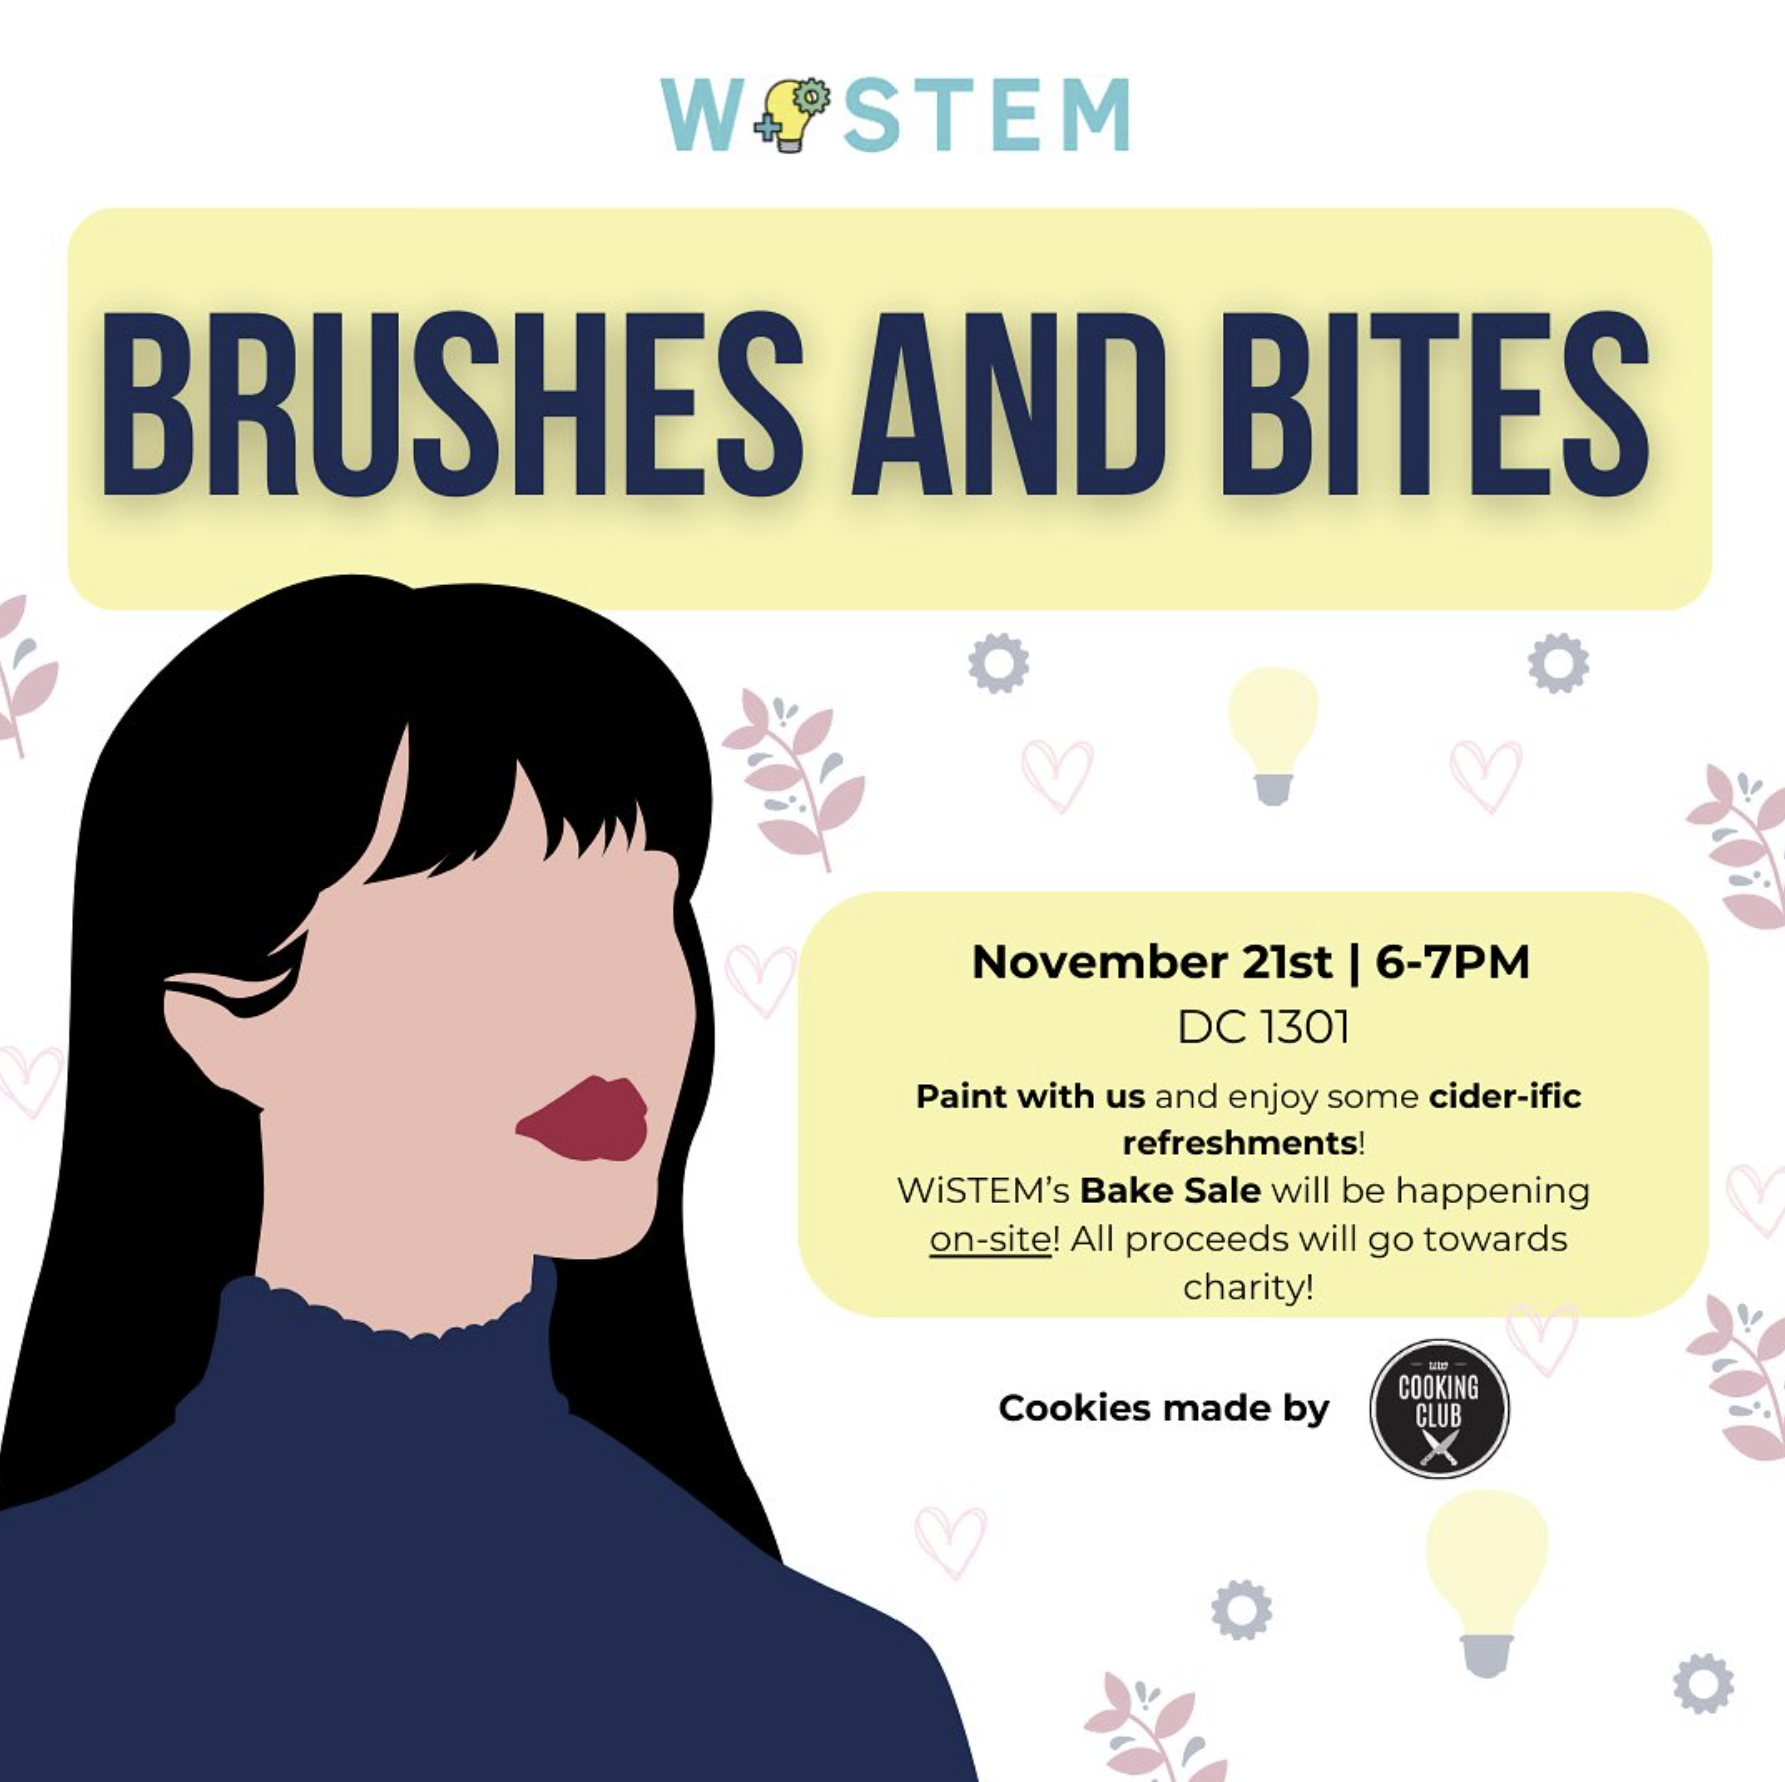 WiSTEM
BRUSHES AND BITES
November 21st | 6-7PM
DC 1301
Paint with us and enjoy some cider-ific
refreshments!
WiSTEM's Bake Sale will be happening
on-site! All proceeds will go towards
charity!
Cookies made by
UW
COOKING
CLUB